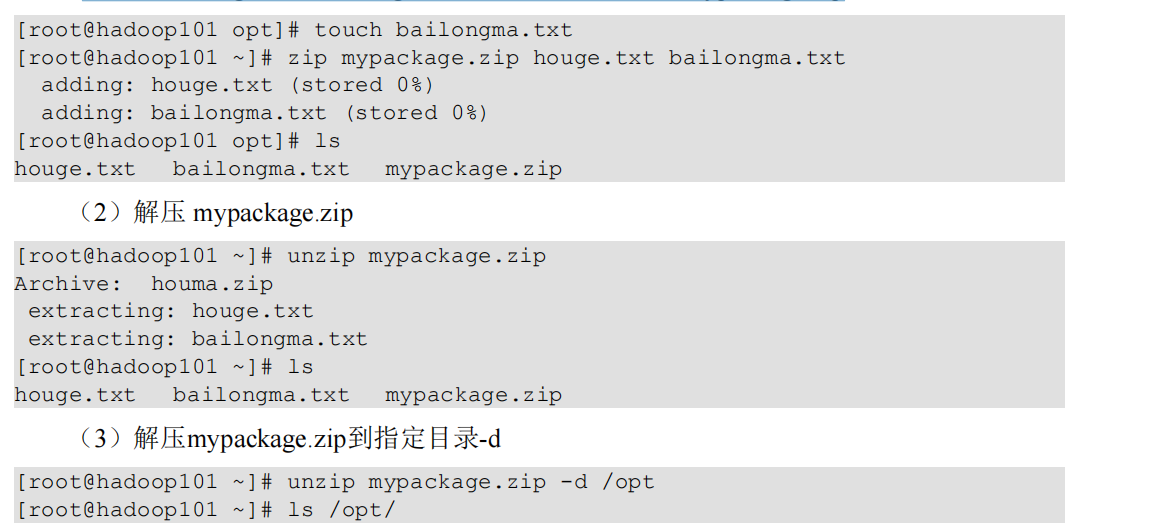 [root@hadoop101 opt]# touch bailongma.txt
[root@hadoop101 ~]# zip mypackage.zip houge.txt bailongma.txt
  adding: houge.txt (stored 0%)
  adding: bailongma.txt (stored 0%)
[root@hadoop101 opt]# ls
houge.txt   bailongma.txt   mypackage.zip
（2）解压 mypackage.zip
[root@hadoop101 ~]# unzip mypackage.zip
Archive:  houma.zip
 extracting: houge.txt
 extracting: bailongma.txt
[root@hadoop101 ~]# ls
houge.txt   bailongma.txt   mypackage.zip
（3）解压mypackage.zip到指定目录-d
[root@hadoop101 ~]# unzip mypackage.zip -d /opt
[root@hadoop101 ~]# ls /opt/